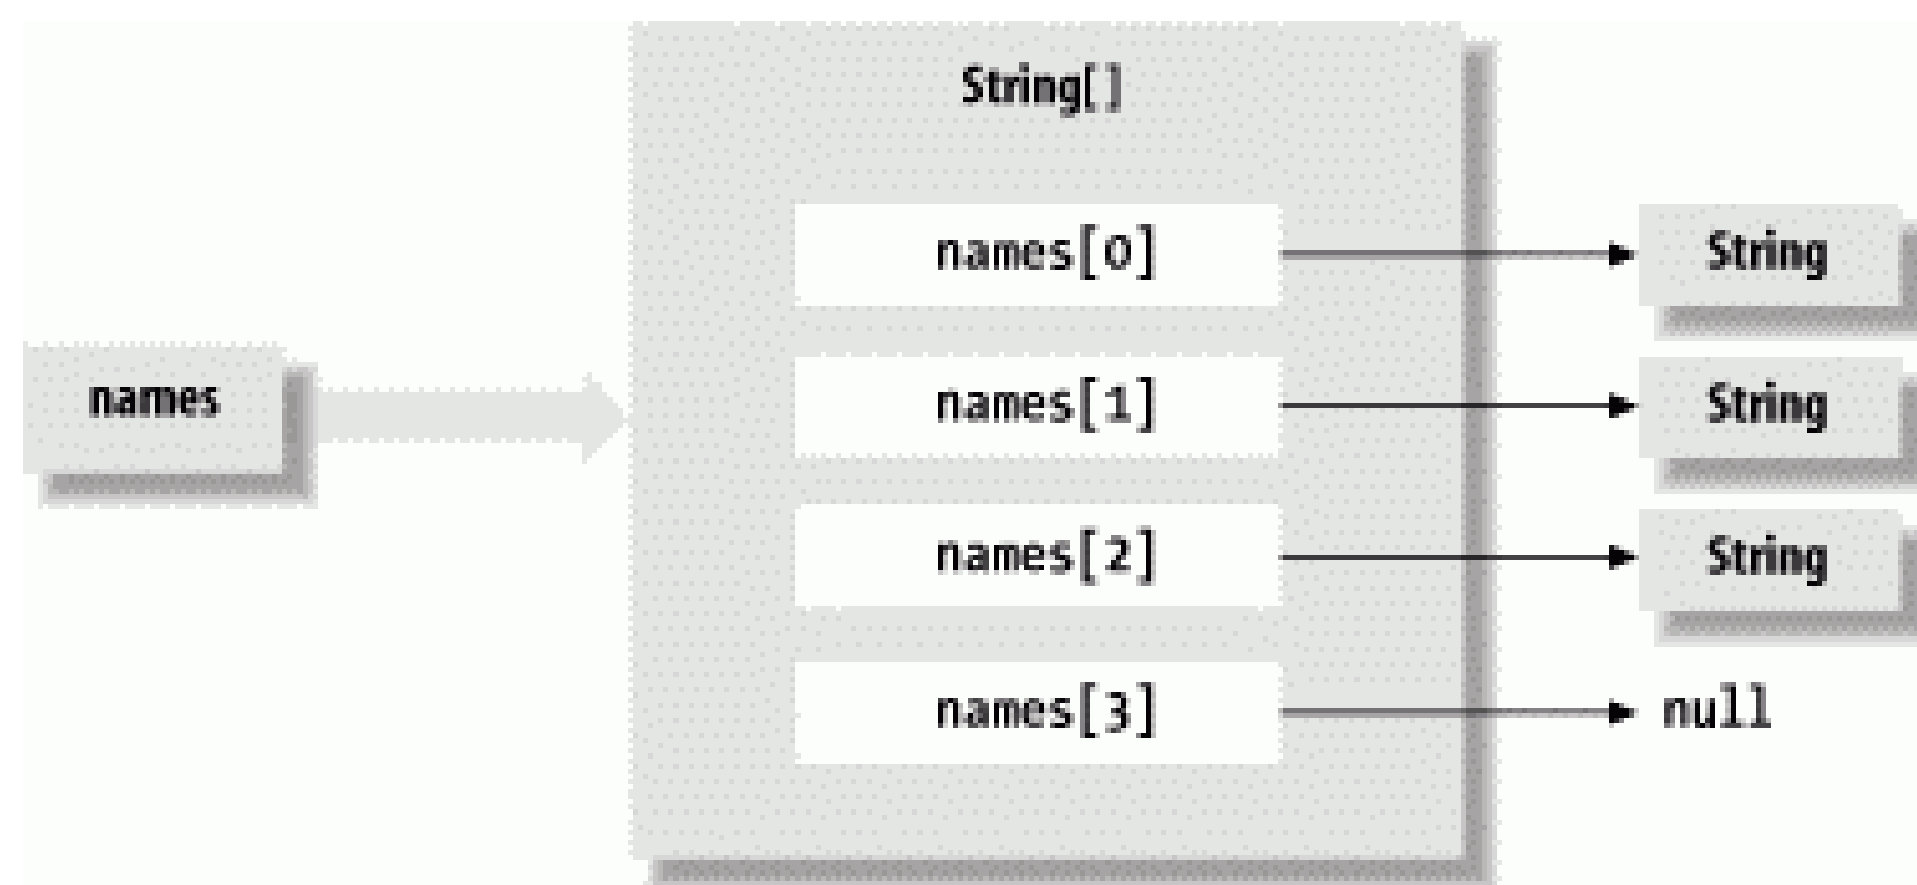 String[]
names[0]
String
names
names[1]
String
names[2]
String
names[3]
null